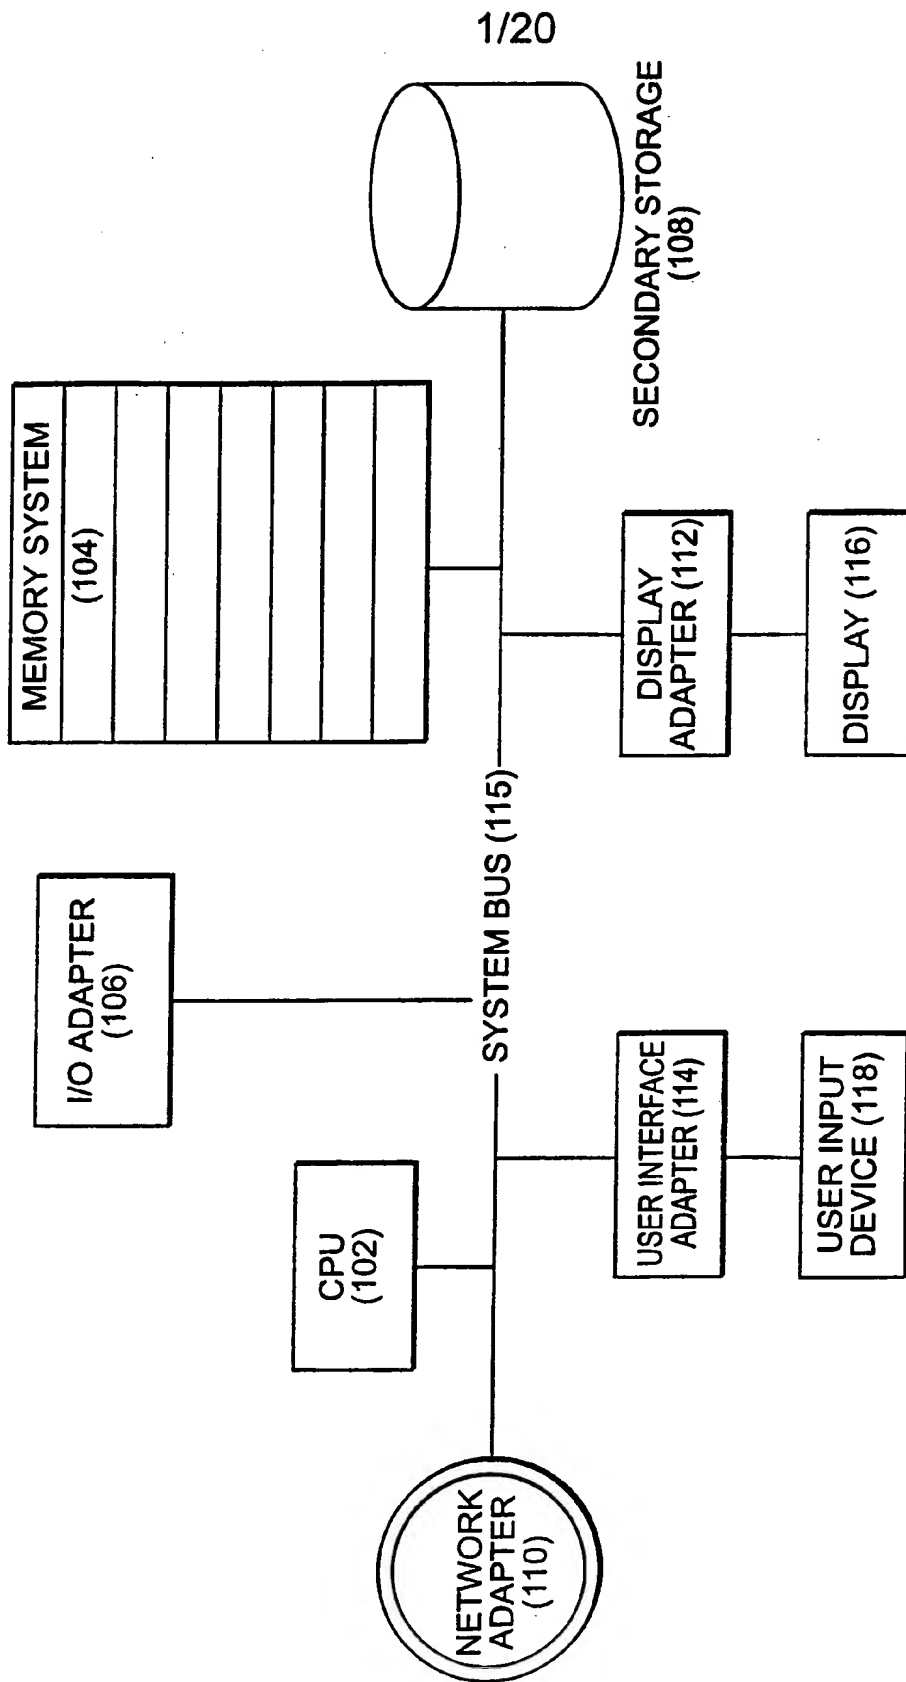 1/20
MEMORY SYSTEM
(104)
SECONDARY STORAGE
(108)
I/O ADAPTER
(106)
SYSTEM BUS (115)
DISPLAY
ADAPTER (112)
DISPLAY (116)
CPU
(102)
USER INTERFACE
ADAPTER (114)
USER INPUT
DEVICE (118)
NETWORK
ADAPTER
(110)